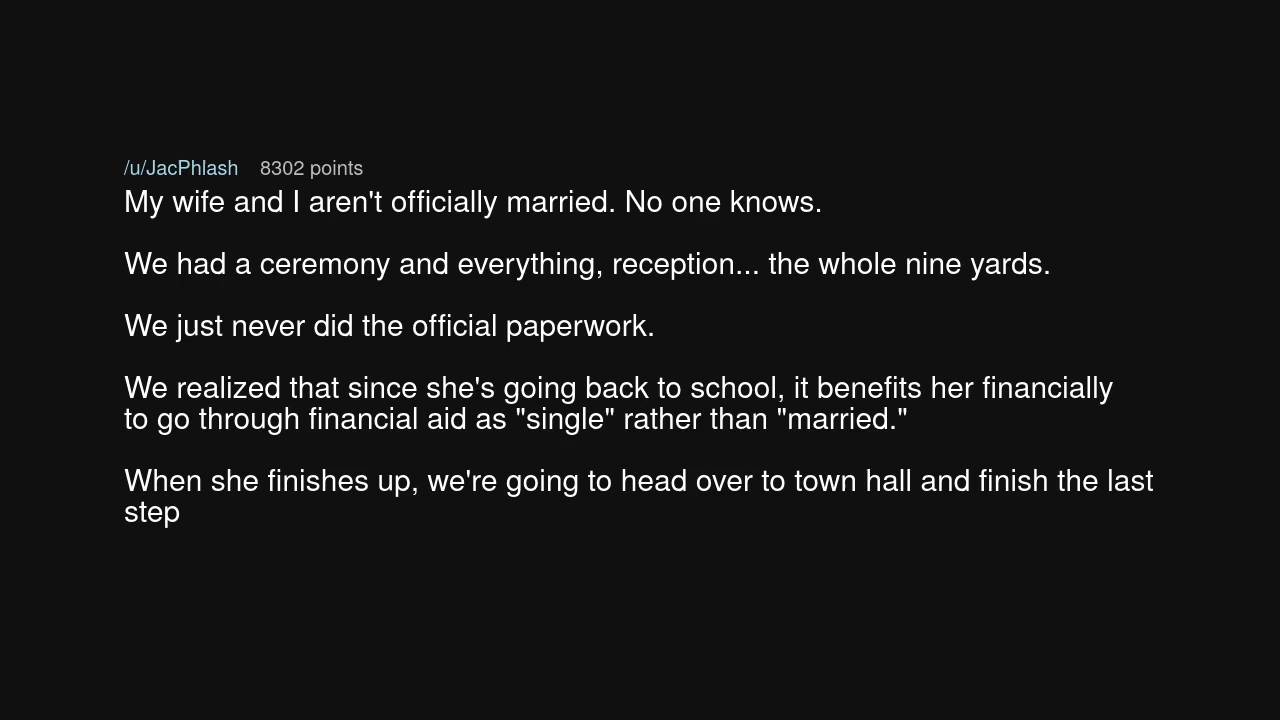 /u/JacPhlash 8302 points
My wife and I aren't officially married. No one knows.
We had a ceremony and everything, reception... the whole nine yards.
We just never did the official paperwork.
We realized that since she's going back to school, it benefits her financially
to go through financial aid as "single" rather than "married."
When she finishes up, we're going to head over to town hall and finish the last
step